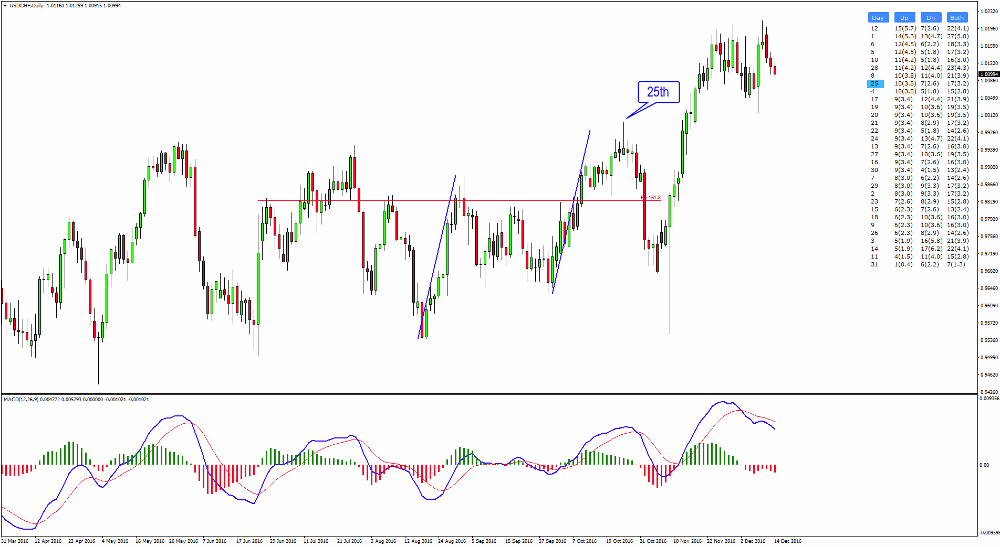 USDCHF,Daily 1.01160 1.01259 1.00915 1.00994
Day Up Dn Both
12 15(5.7) 7(2.6) 22(4.1)
1 14(5.3) 13(4.7) 27(5.0)
6 12(4.5) 6(2.2) 18(3.3)
5 12(4.5) 5(1.8) 17(3.2)
10 11(4.2) 5(1.8) 16(3.0)
28 11(4.2) 12(4.4) 23(4.3)
8 10(3.8) 11(4.0) 21(3.9)
25 10(3.8) 7(2.6) 17(3.2)
4 10(3.8) 5(1.8) 15(2.8)
17 9(3.4) 12(4.4) 21(3.9)
19 9(3.4) 10(3.6) 19(3.5)
20 9(3.4) 10(3.6) 19(3.5)
21 9(3.4) 8(2.9) 17(3.2)
22 9(3.4) 5(1.8) 14(2.6)
24 9(3.4) 13(4.7) 22(4.1)
13 9(3.4) 7(2.6) 16(3.0)
27 9(3.4) 10(3.6) 19(3.5)
16 9(3.4) 7(2.6) 16(3.0)
30 9(3.4) 4(1.5) 13(2.4)
7 8(3.0) 6(2.2) 14(2.6)
29 8(3.0) 9(3.3) 17(3.2)
2 8(3.0) 9(3.3) 17(3.2)
23 7(2.6) 8(2.9) 15(2.8)
15 6(2.3) 7(2.6) 13(2.4)
18 6(2.3) 10(3.6) 16(3.0)
9 6(2.3) 10(3.6) 16(3.0)
26 6(2.3) 8(2.9) 14(2.6)
3 5(1.9) 16(5.8) 21(3.9)
14 5(1.9) 17(6.2) 22(4.1)
11 4(1.5) 11(4.0) 15(2.8)
31 1(0.4) 6(2.2) 7(1.3)
1.02320
1.01960
1.01590
1.01220
1.00994
1.00860
1.00490
1.00120
0.99760
0.99390
0.99020
0.98660
0.98290
0.97920
0.97560
0.97190
0.96820
0.96460
0.96090
0.95720
0.95360
0.94990
0.94620
0.94260
25th
FE 161.8
MACD(12,26,9) 0.004772 0.005793 0.000000 -0.001021 -0.001021
0.009356
0.00
-0.009598
31 Mar 2016 12 Apr 2016 22 Apr 2016 4 May 2016 16 May 2016 26 May 2016 7 Jun 2016 17 Jun 2016 29 Jun 2016 11 Jul 2016 21 Jul 2016 2 Aug 2016 12 Aug 2016 24 Aug 2016 5 Sep 2016 15 Sep 2016 27 Sep 2016 7 Oct 2016 19 Oct 2016 31 Oct 2016 10 Nov 2016 22 Nov 2016 2 Dec 2016 14 Dec 2016